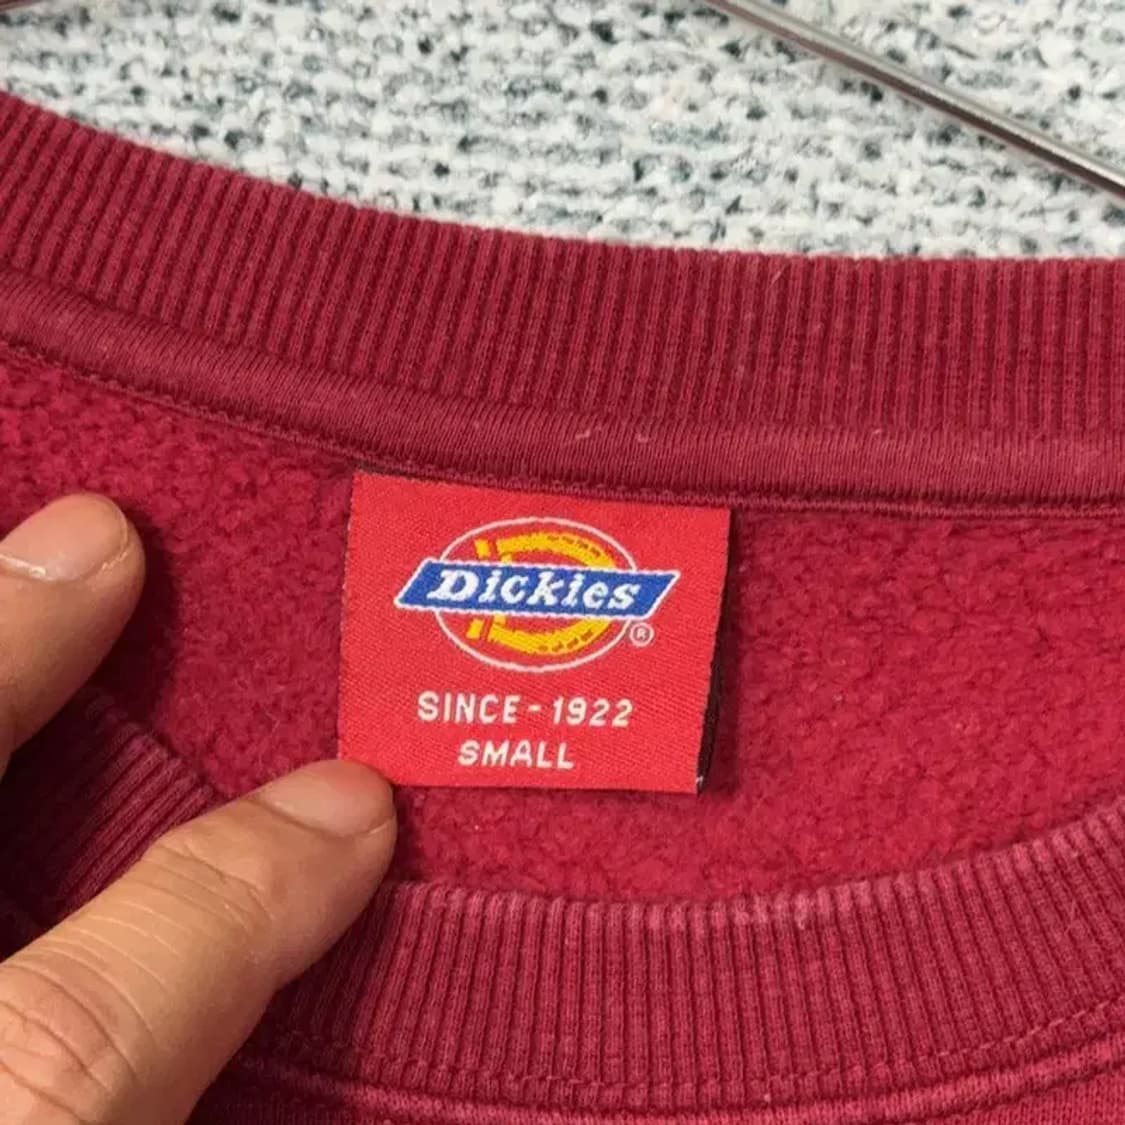 Dickies
®
SINCE - 1922
SMALL